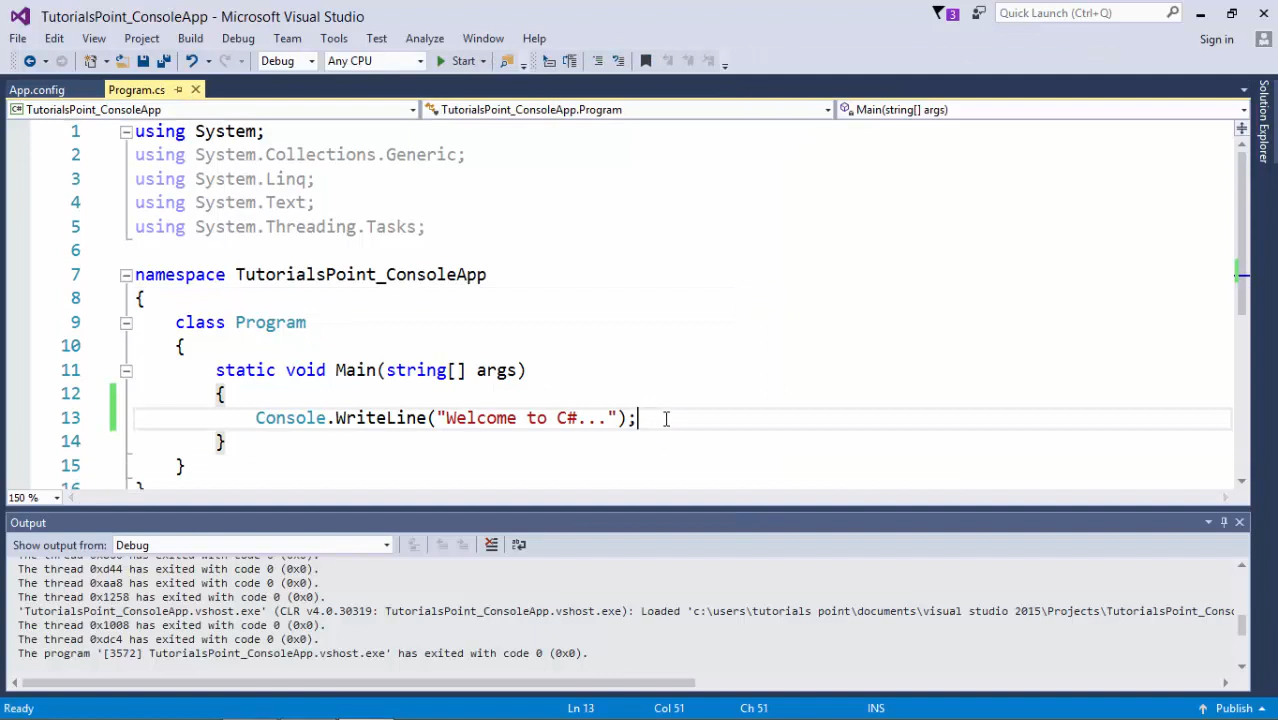 TutorialsPoint_ConsoleApp - Microsoft Visual Studio
3
Quick Launch (Ctrl+Q)
File Edit View Project Build Debug Team Tools Test Analyze Window Help
Sign in
Debug Any CPU Start
App.config Program.cs
Solution Explorer
C# TutorialsPoint_ConsoleApp TutorialsPoint_ConsoleApp.Program Main(string[] args)
1 using System;
2 using System.Collections.Generic;
3 using System.Linq;
4 using System.Text;
5 using System.Threading.Tasks;
6
7 namespace TutorialsPoint_ConsoleApp
8 {
9 class Program
10 {
11 static void Main(string[] args)
12 {
13 Console.WriteLine("Welcome to C#...");
14 }
15 }
16 }
150 %
Output
Show output from: Debug
The thread 0xd44 has exited with code 0 (0x0).
The thread 0xaa8 has exited with code 0 (0x0).
The thread 0x1258 has exited with code 0 (0x0).
'TutorialsPoint_ConsoleApp.vshost.exe' (CLR v4.0.30319: TutorialsPoint_ConsoleApp.vshost.exe): Loaded 'c:\users\tutorials point\documents\visual studio 2015\Projects\TutorialsPoint_Conso
The thread 0x1008 has exited with code 0 (0x0).
The thread 0xdc4 has exited with code 0 (0x0).
The program '[3572] TutorialsPoint_ConsoleApp.vshost.exe' has exited with code 0 (0x0).
Ready Ln 13 Col 51 Ch 51 INS Publish